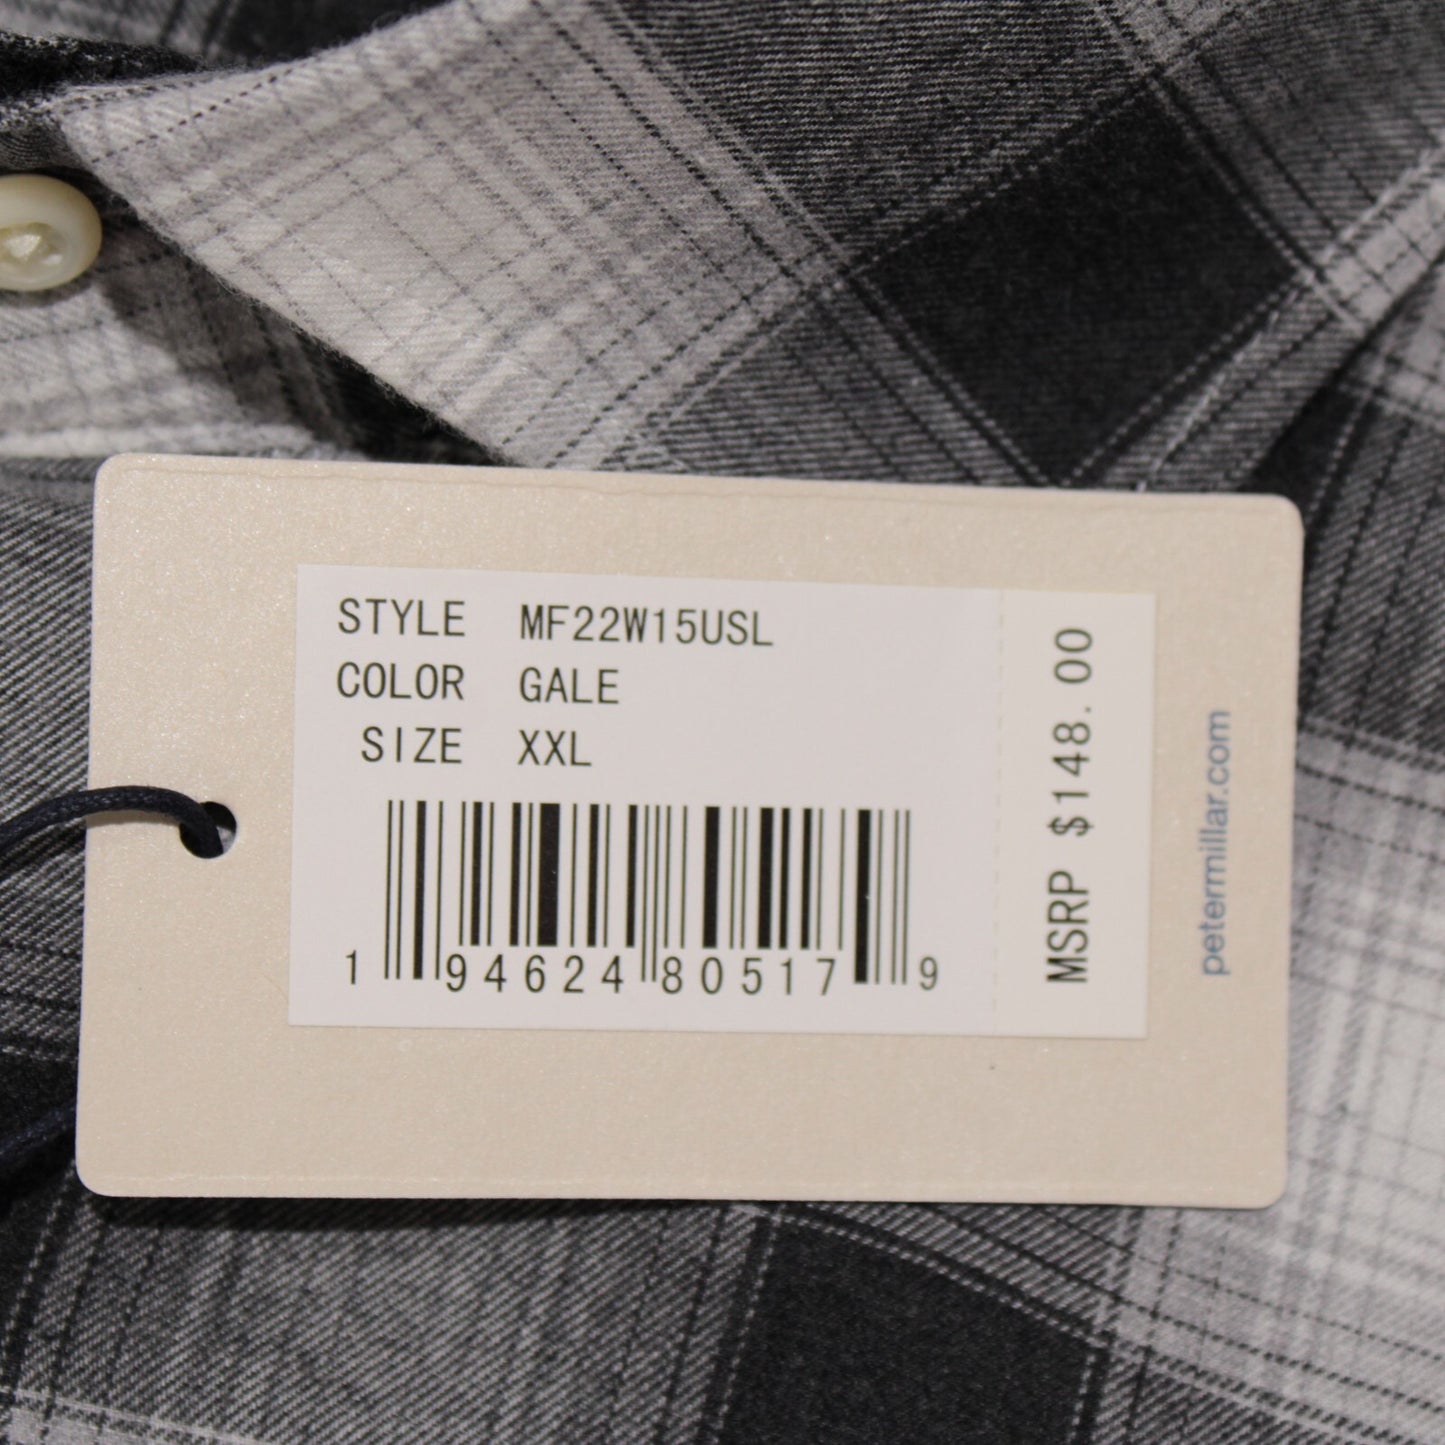 STYLE MF22W15USL
COLOR GALE
SIZE XXL
1 94624 80517 9
MSRP $148.00
petermillar.com